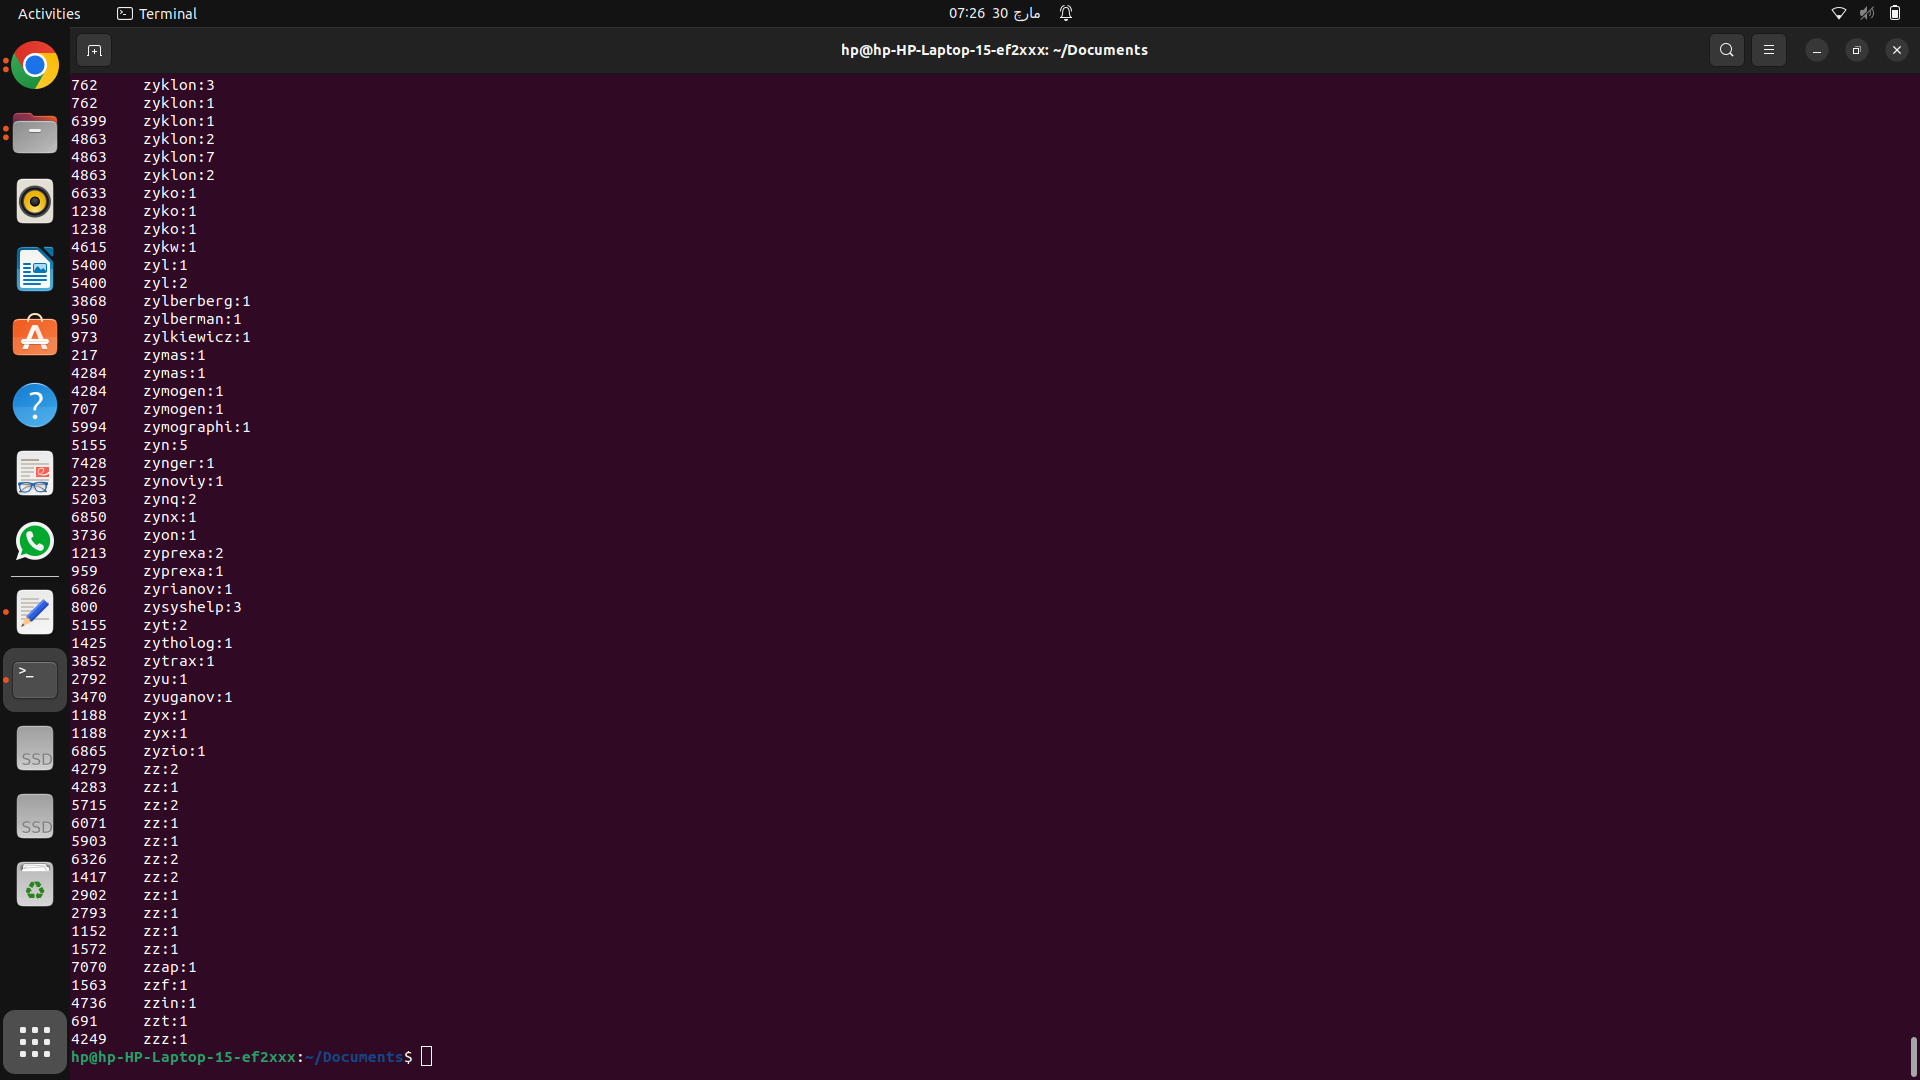 Activities Terminal 07:26 30 مارچ
hp@hp-HP-Laptop-15-ef2xxx: ~/Documents
762 zyklon:3
762 zyklon:1
6399 zyklon:1
4863 zyklon:2
4863 zyklon:7
4863 zyklon:2
6633 zyko:1
1238 zyko:1
1238 zyko:1
4615 zykw:1
5400 zyl:1
5400 zyl:2
3868 zylberberg:1
950 zylberman:1
973 zylkiewicz:1
217 zymas:1
4284 zymas:1
4284 zymogen:1
707 zymogen:1
5994 zymographi:1
5155 zyn:5
7428 zynger:1
2235 zynoviy:1
5203 zynq:2
6850 zynx:1
3736 zyon:1
1213 zyprexa:2
959 zyprexa:1
6826 zyrianov:1
800 zysyshelp:3
5155 zyt:2
1425 zytholog:1
3852 zytrax:1
2792 zyu:1
3470 zyuganov:1
1188 zyx:1
1188 zyx:1
6865 zyzio:1
4279 zz:2
4283 zz:1
5715 zz:2
6071 zz:1
5903 zz:1
6326 zz:2
1417 zz:2
2902 zz:1
2793 zz:1
1152 zz:1
1572 zz:1
7070 zzap:1
1563 zzf:1
4736 zzin:1
691 zzt:1
4249 zzz:1
hp@hp-HP-Laptop-15-ef2xxx:~/Documents$
SSD
SSD